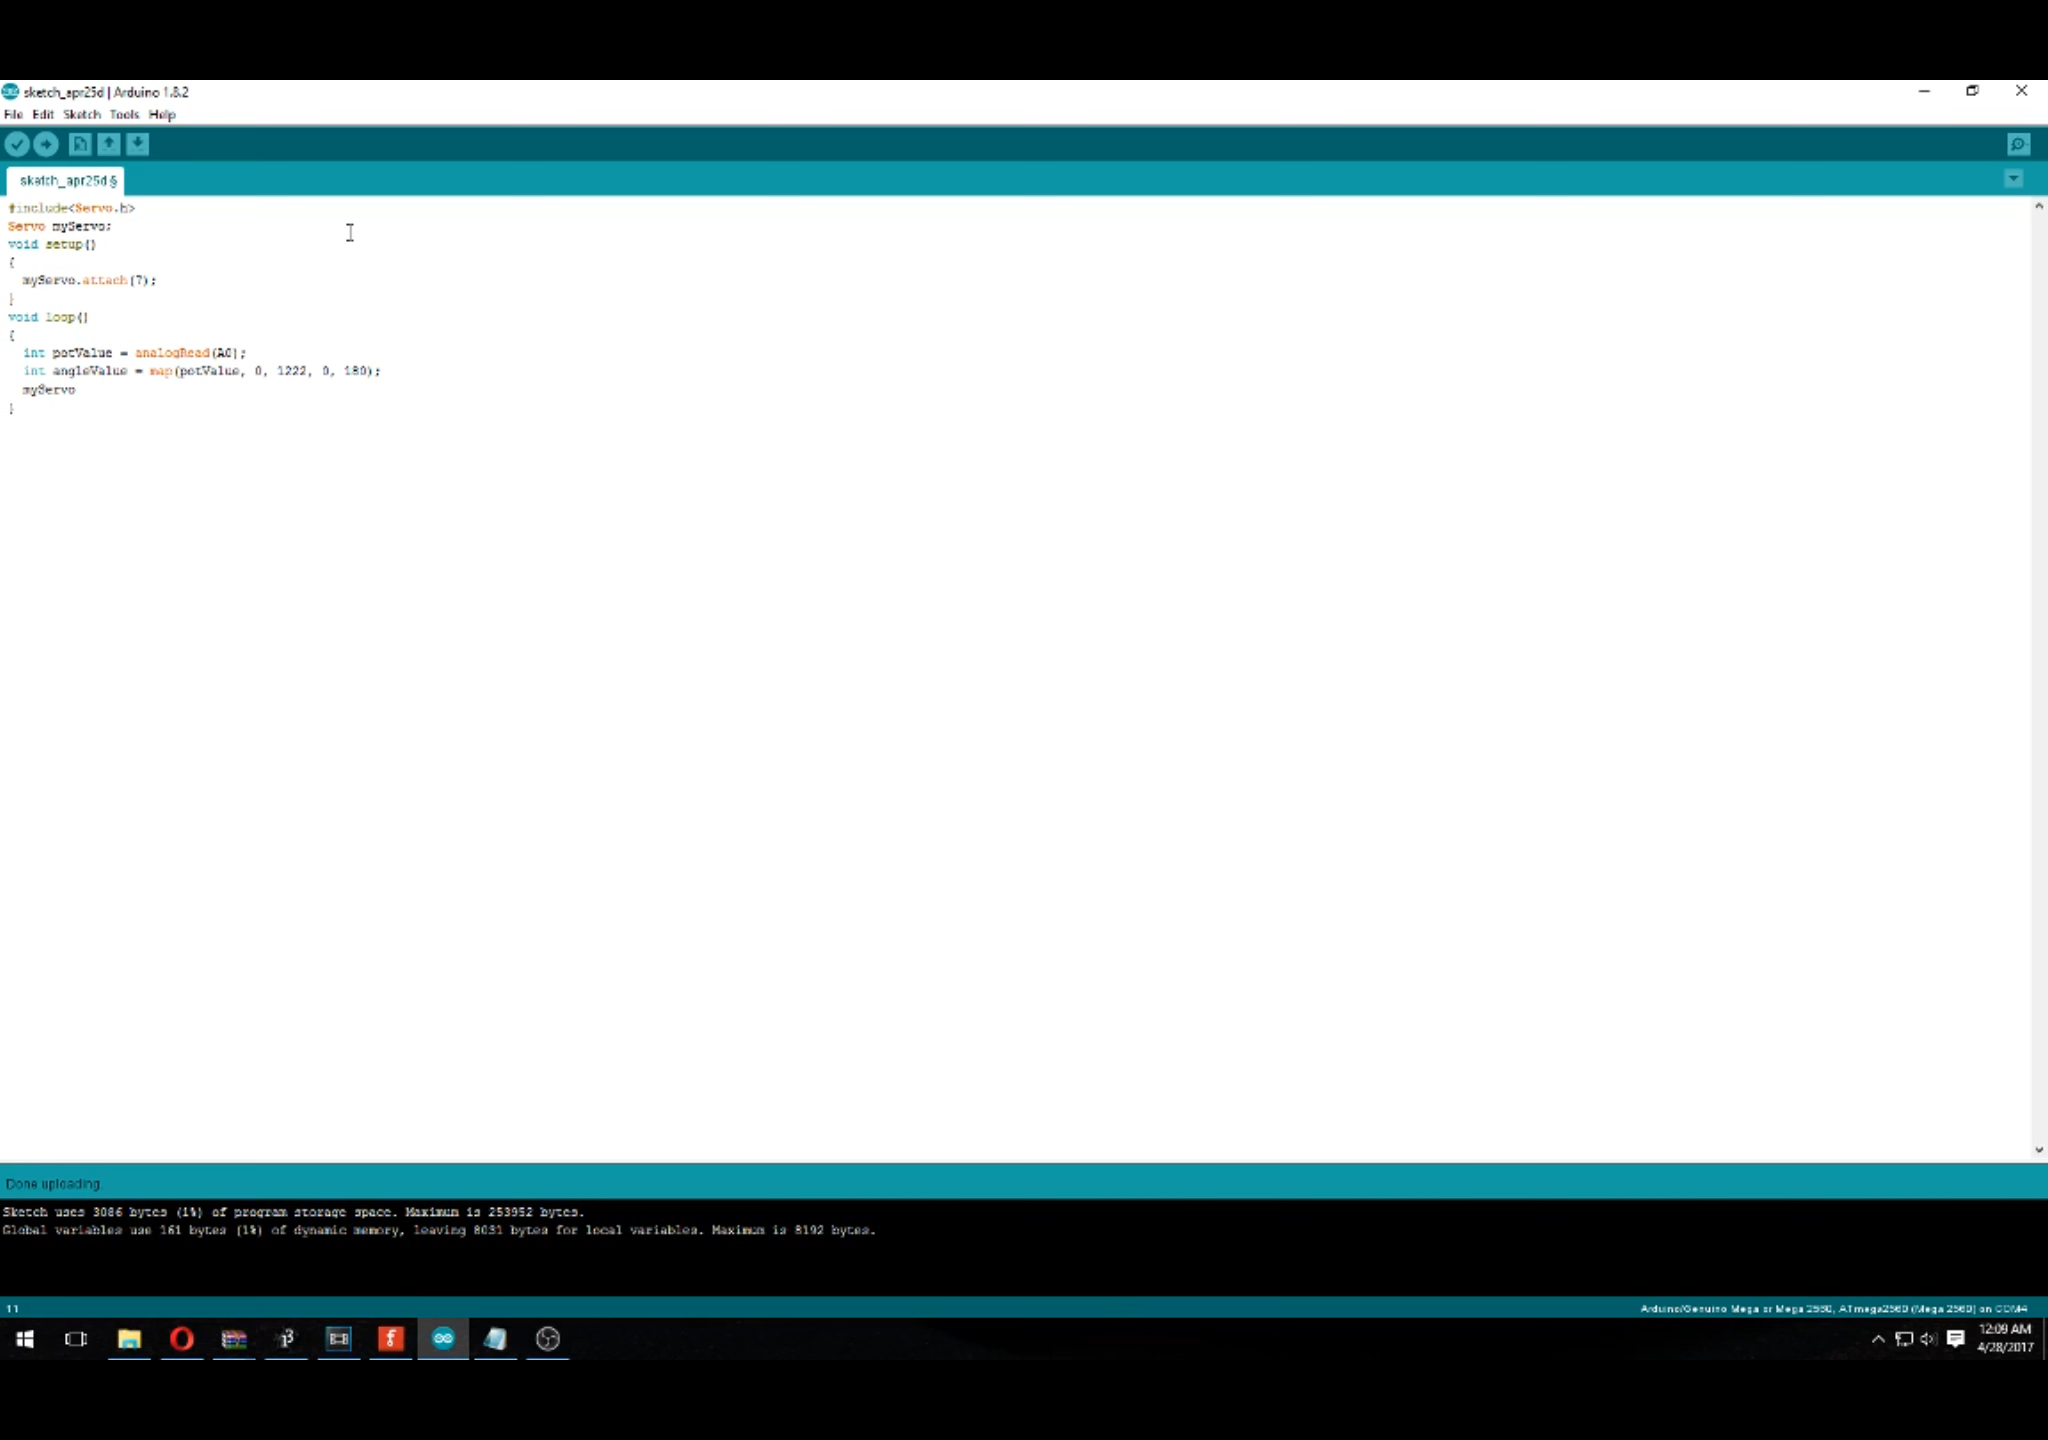 sketch_apr25d | Arduino 1.8.2
File Edit Sketch Tools Help
sketch_apr25d §
#include<Servo.h>
Servo myServo;
void setup()
{
myServo.attach(7);
}
void loop()
{
int potValue = analogRead(A0);
int angleValue = map(potValue, 0, 1222, 0, 180);
myServo
}
Done uploading.
Sketch uses 3086 bytes (1%) of program storage space. Maximum is 253952 bytes.
Global variables use 161 bytes (1%) of dynamic memory, leaving 8031 bytes for local variables. Maximum is 8192 bytes.
11
Arduino/Genuino Mega or Mega 2560, ATmega2560 (Mega 2560) on COM4
12:09 AM
4/28/2017